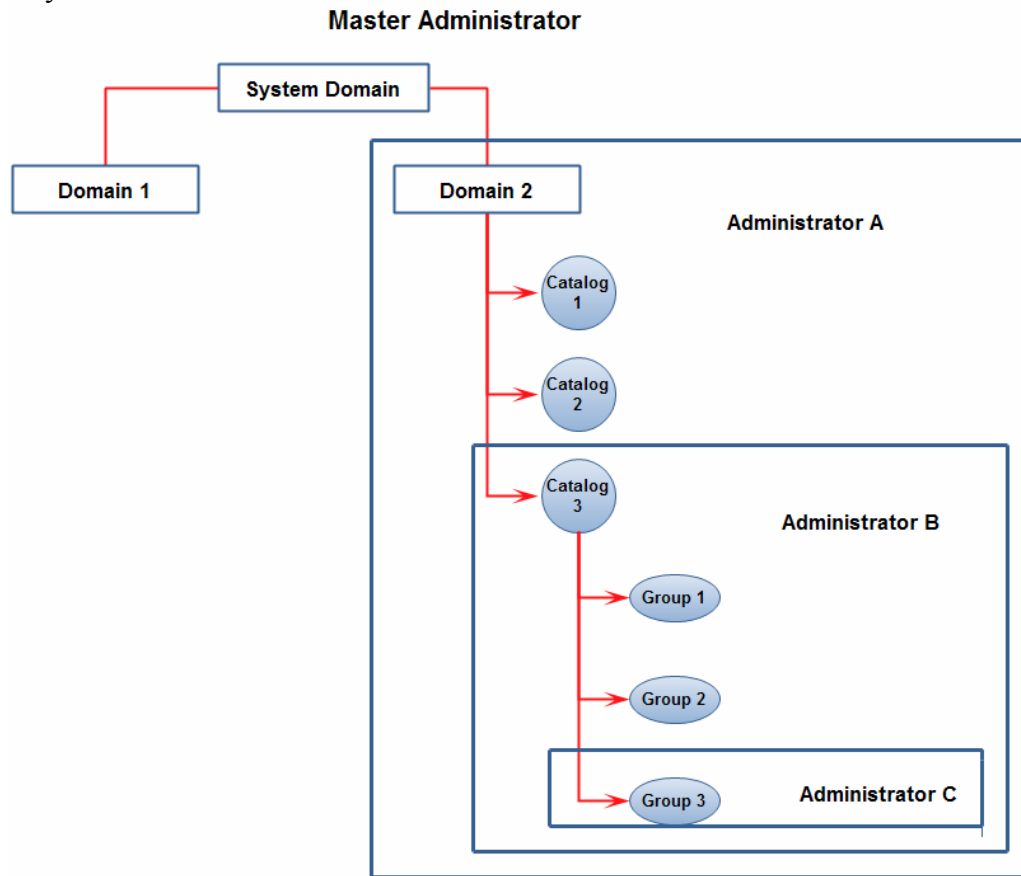 Master Administrator
System Domain
Domain 1
Domain 2
Administrator A
Catalog
1
Catalog
2
Catalog
3
Administrator B
Group 1
Group 2
Group 3
Administrator C